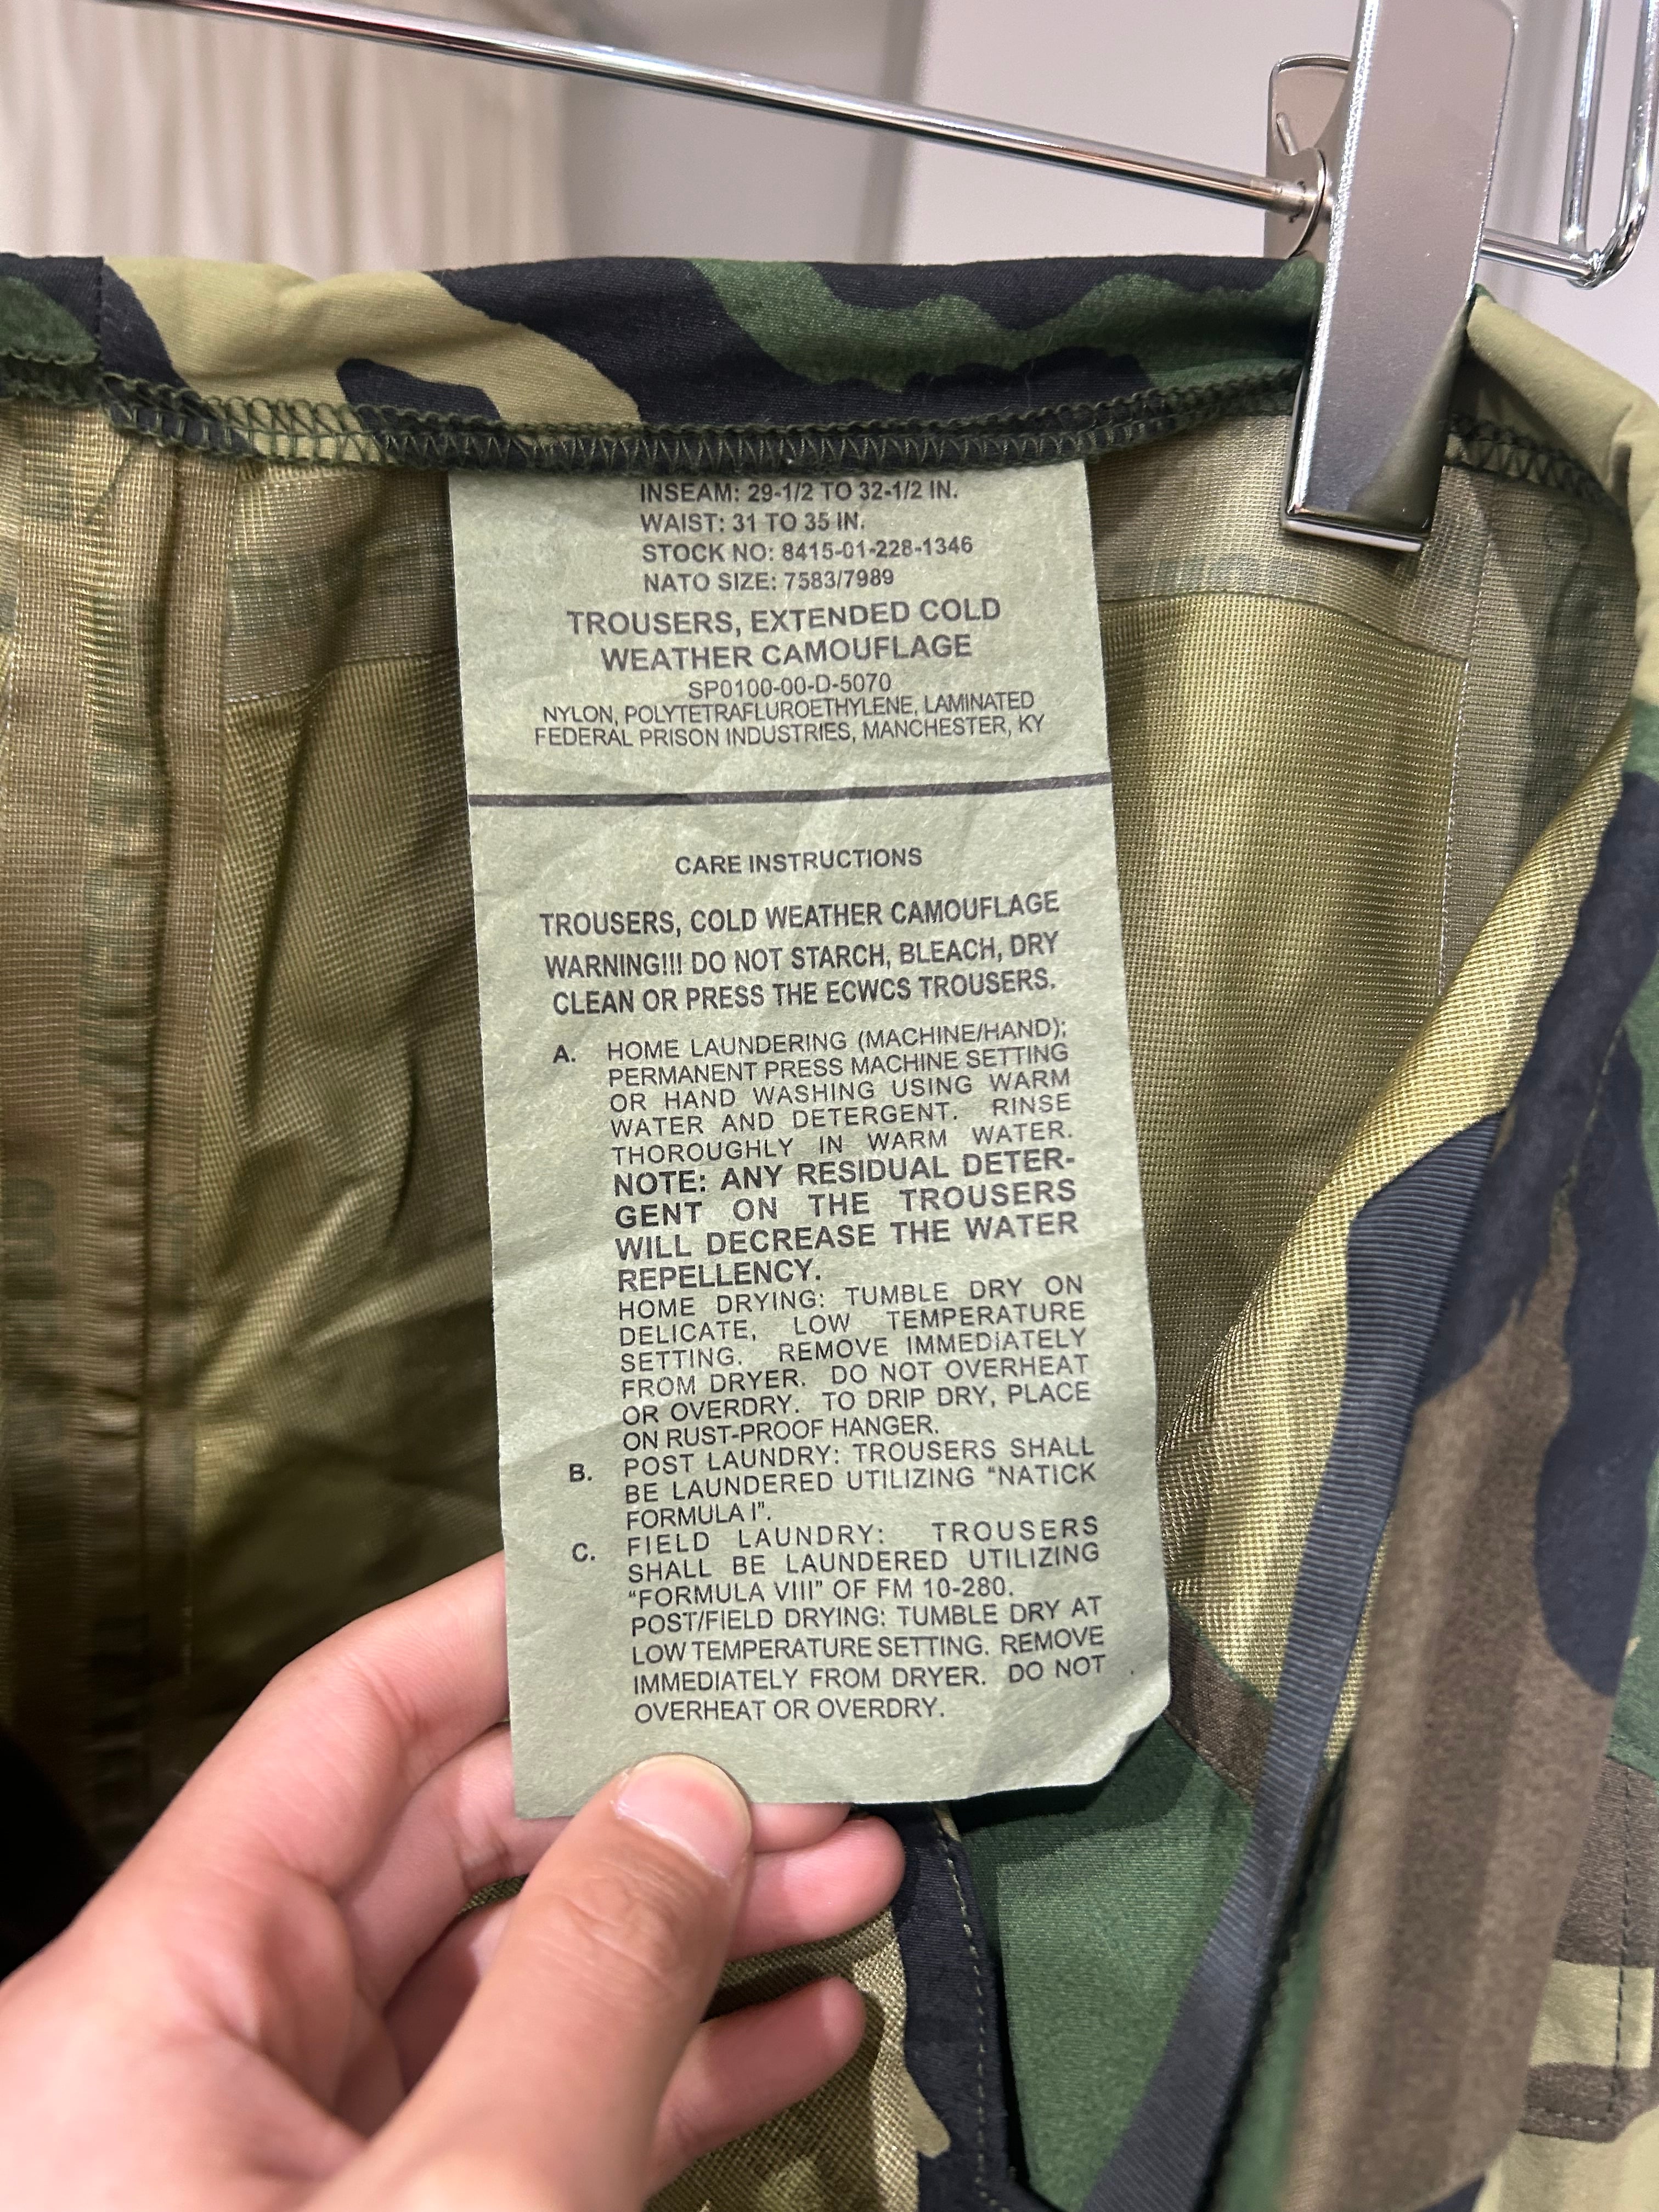 INSEAM: 29-1/2 TO 32-1/2 IN.
WAIST: 31 TO 35 IN.
STOCK NO: 8415-01-228-1346
NATO SIZE: 7583/7989
TROUSERS, EXTENDED COLD
WEATHER CAMOUFLAGE
SP0100-00-D-5070
NYLON, POLYTETRAFLUROETHYLENE, LAMINATED
FEDERAL PRISON INDUSTRIES, MANCHESTER, KY
CARE INSTRUCTIONS
TROUSERS, COLD WEATHER CAMOUFLAGE
WARNING!!! DO NOT STARCH, BLEACH, DRY
CLEAN OR PRESS THE ECWCS TROUSERS.
A. HOME LAUNDERING (MACHINE/HAND):
PERMANENT PRESS MACHINE SETTING
OR HAND WASHING USING WARM
WATER AND DETERGENT. RINSE
THOROUGHLY IN WARM WATER.
NOTE: ANY RESIDUAL DETER-
GENT ON THE TROUSERS
WILL DECREASE THE WATER
REPELLENCY.
HOME DRYING: TUMBLE DRY ON
DELICATE, LOW TEMPERATURE
SETTING. REMOVE IMMEDIATELY
FROM DRYER. DO NOT OVERHEAT
OR OVERDRY. TO DRIP DRY, PLACE
ON RUST-PROOF HANGER.
B. POST LAUNDRY: TROUSERS SHALL
BE LAUNDERED UTILIZING "NATICK
FORMULA I".
C. FIELD LAUNDRY: TROUSERS
SHALL BE LAUNDERED UTILIZING
"FORMULA VIII" OF FM 10-280.
POST/FIELD DRYING: TUMBLE DRY AT
LOW TEMPERATURE SETTING. REMOVE
IMMEDIATELY FROM DRYER. DO NOT
OVERHEAT OR OVERDRY.